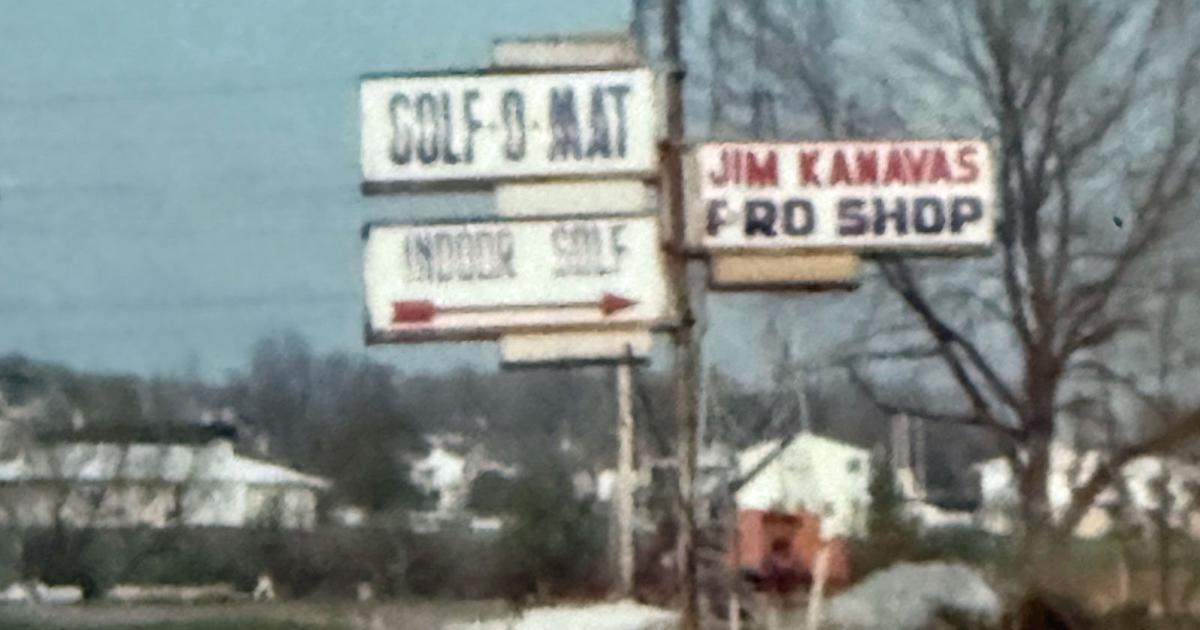 GOLF-O-MAT
INDOOR GOLF
JIM KANAVAS
PRO SHOP